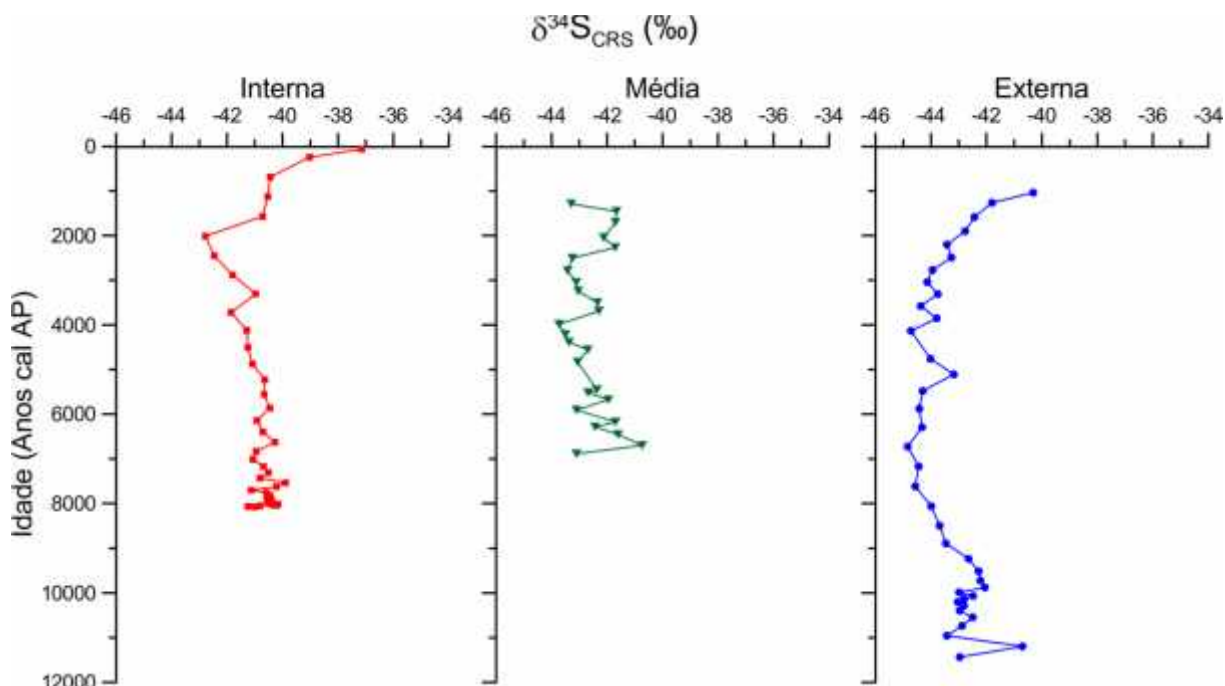 δ³⁴S_CRS (‰)
Interna
-46 -44 -42 -40 -38 -36 -34
Média
-46 -44 -42 -40 -38 -36 -34
Externa
-46 -44 -42 -40 -38 -36 -34
Idade (Anos cal AP)
0
2000
4000
6000
8000
10000
12000